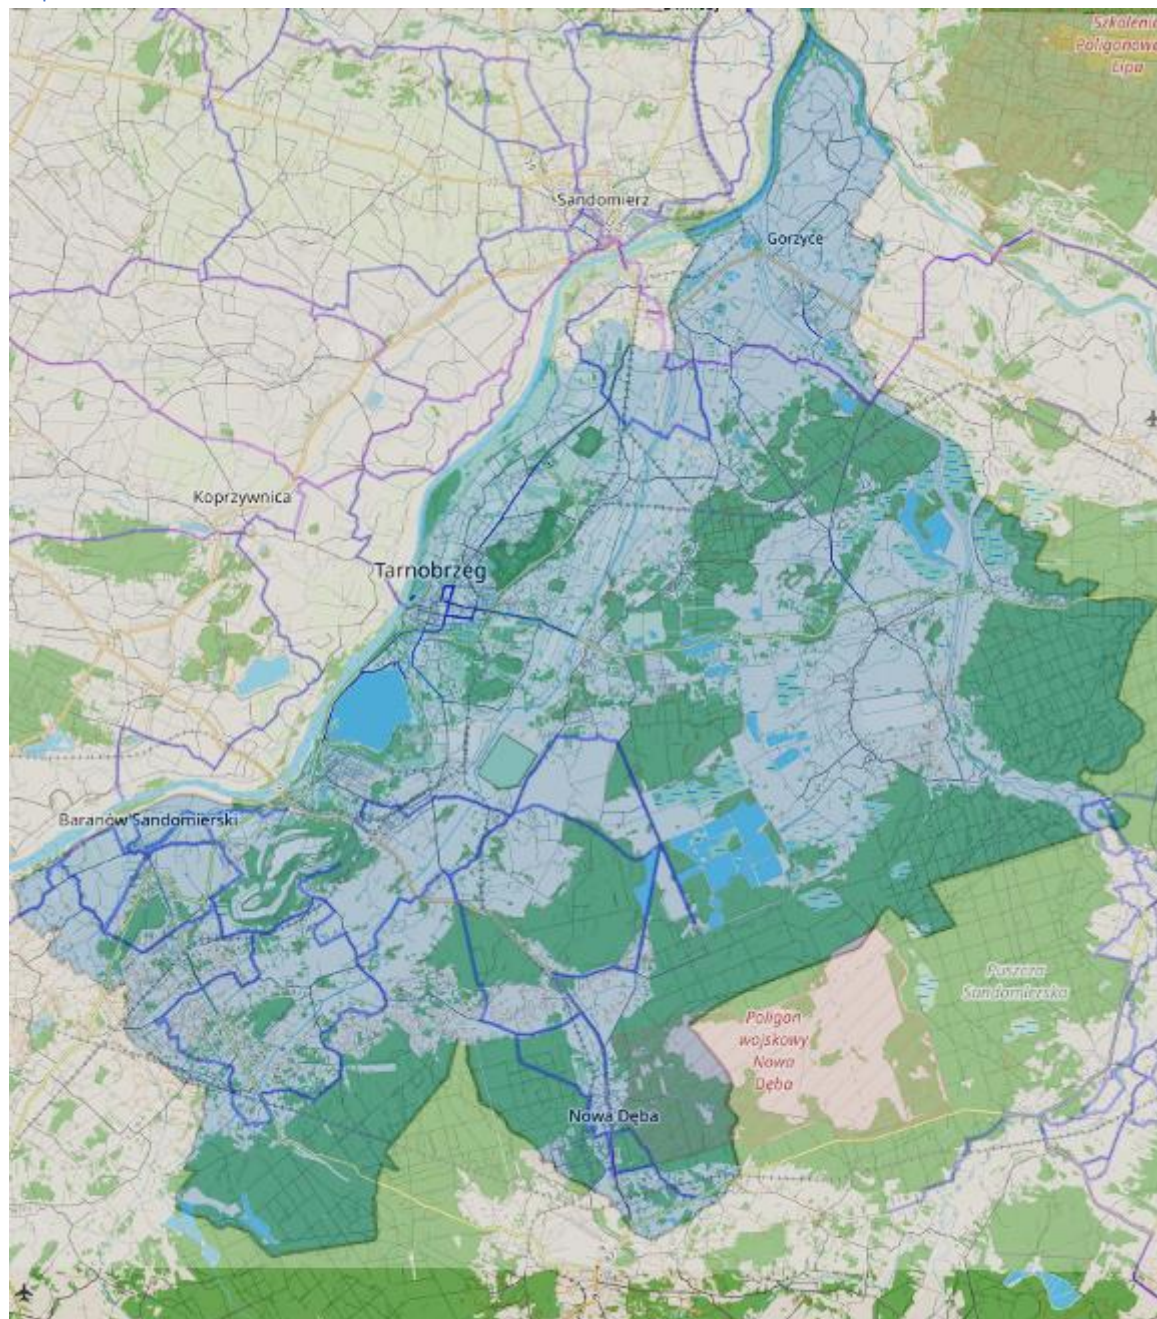 Szkolenie
Poligonowe
Lipa
Sandomierz
Gorzyce
Koprzywnica
Tarnobrzeg
Baranów Sandomierski
Puszcza
Sandomierska
Poligon
wojskowy
Nowa
Dęba
Nowa Dęba